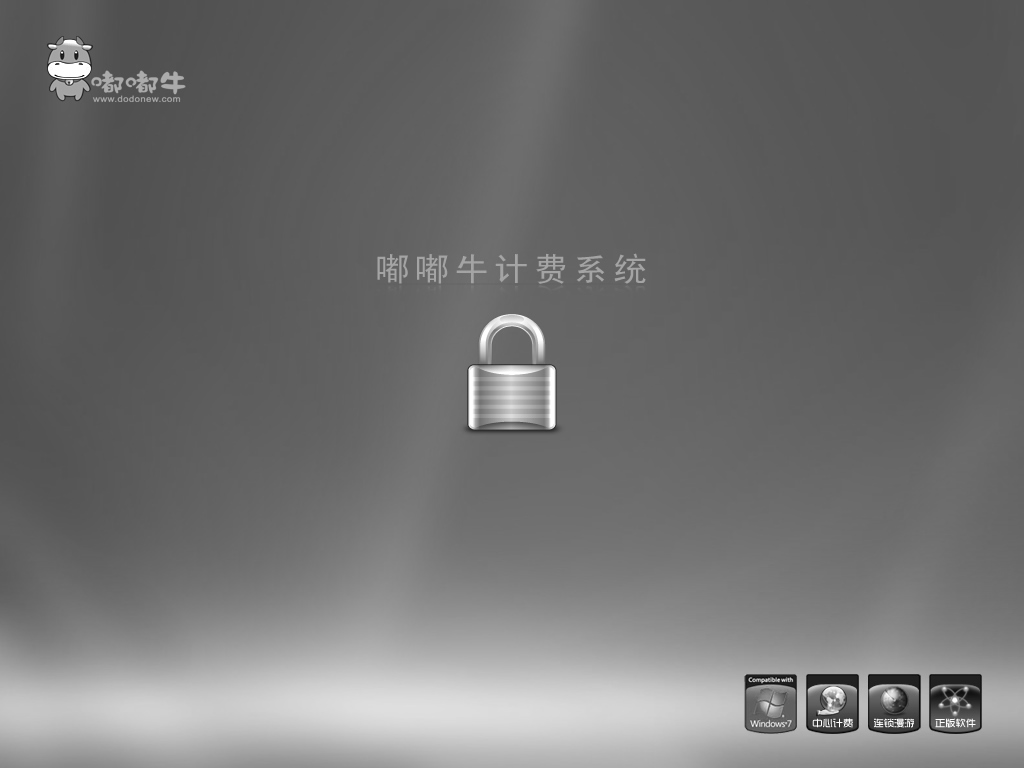 嘟嘟牛
www.dodonew.com
嘟嘟牛计费系统
Compatible with
Windows 7
中心计费
连锁漫游
正版软件